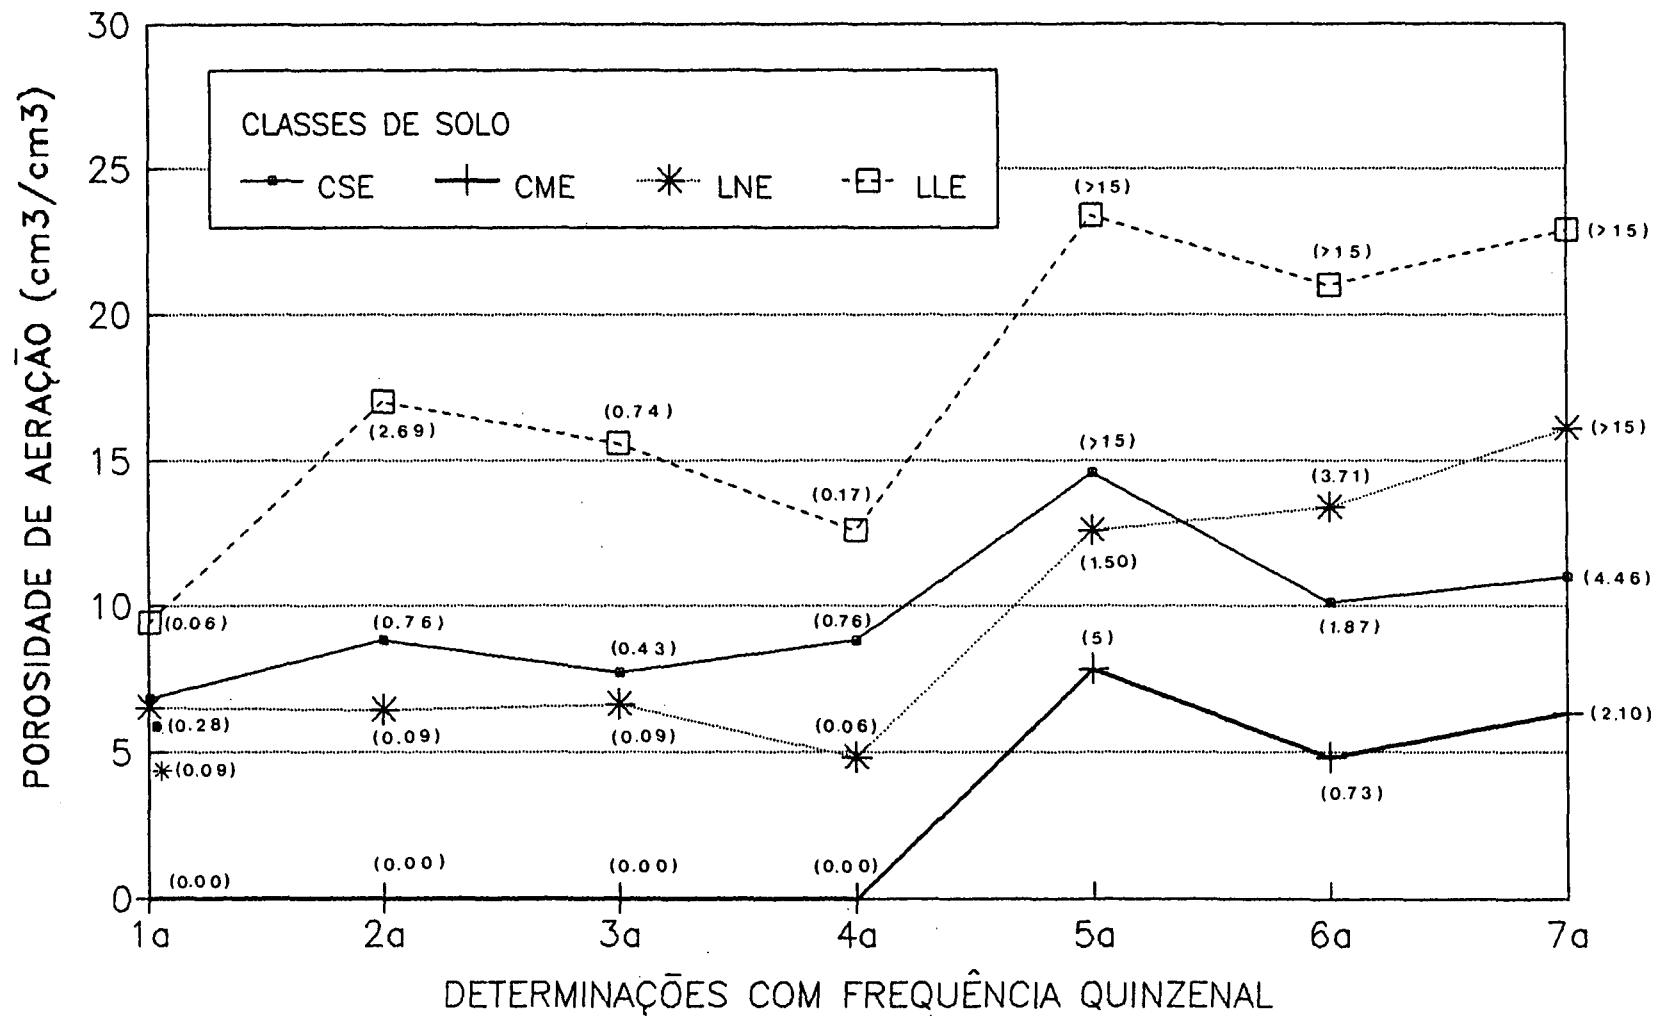 POROSIDADE DE AERAÇÃO (cm3/cm3)
30
25
20
15
10
5
0
CLASSES DE SOLO
CSE CME LNE LLE
(>15)
(>15)
(>15)
(0.74)
(2.69)
(>15)
(>15)
(3.71)
(0.17)
(1.50)
(4.46)
(0.06) (0.76) (0.76)
(1.87)
(0.43) (5)
(0.28) (0.09) (0.09) (0.06) (2.10)
(0.09)
(0.73)
(0.00) (0.00) (0.00) (0.00)
1a 2a 3a 4a 5a 6a 7a
DETERMINAÇÕES COM FREQUÊNCIA QUINZENAL